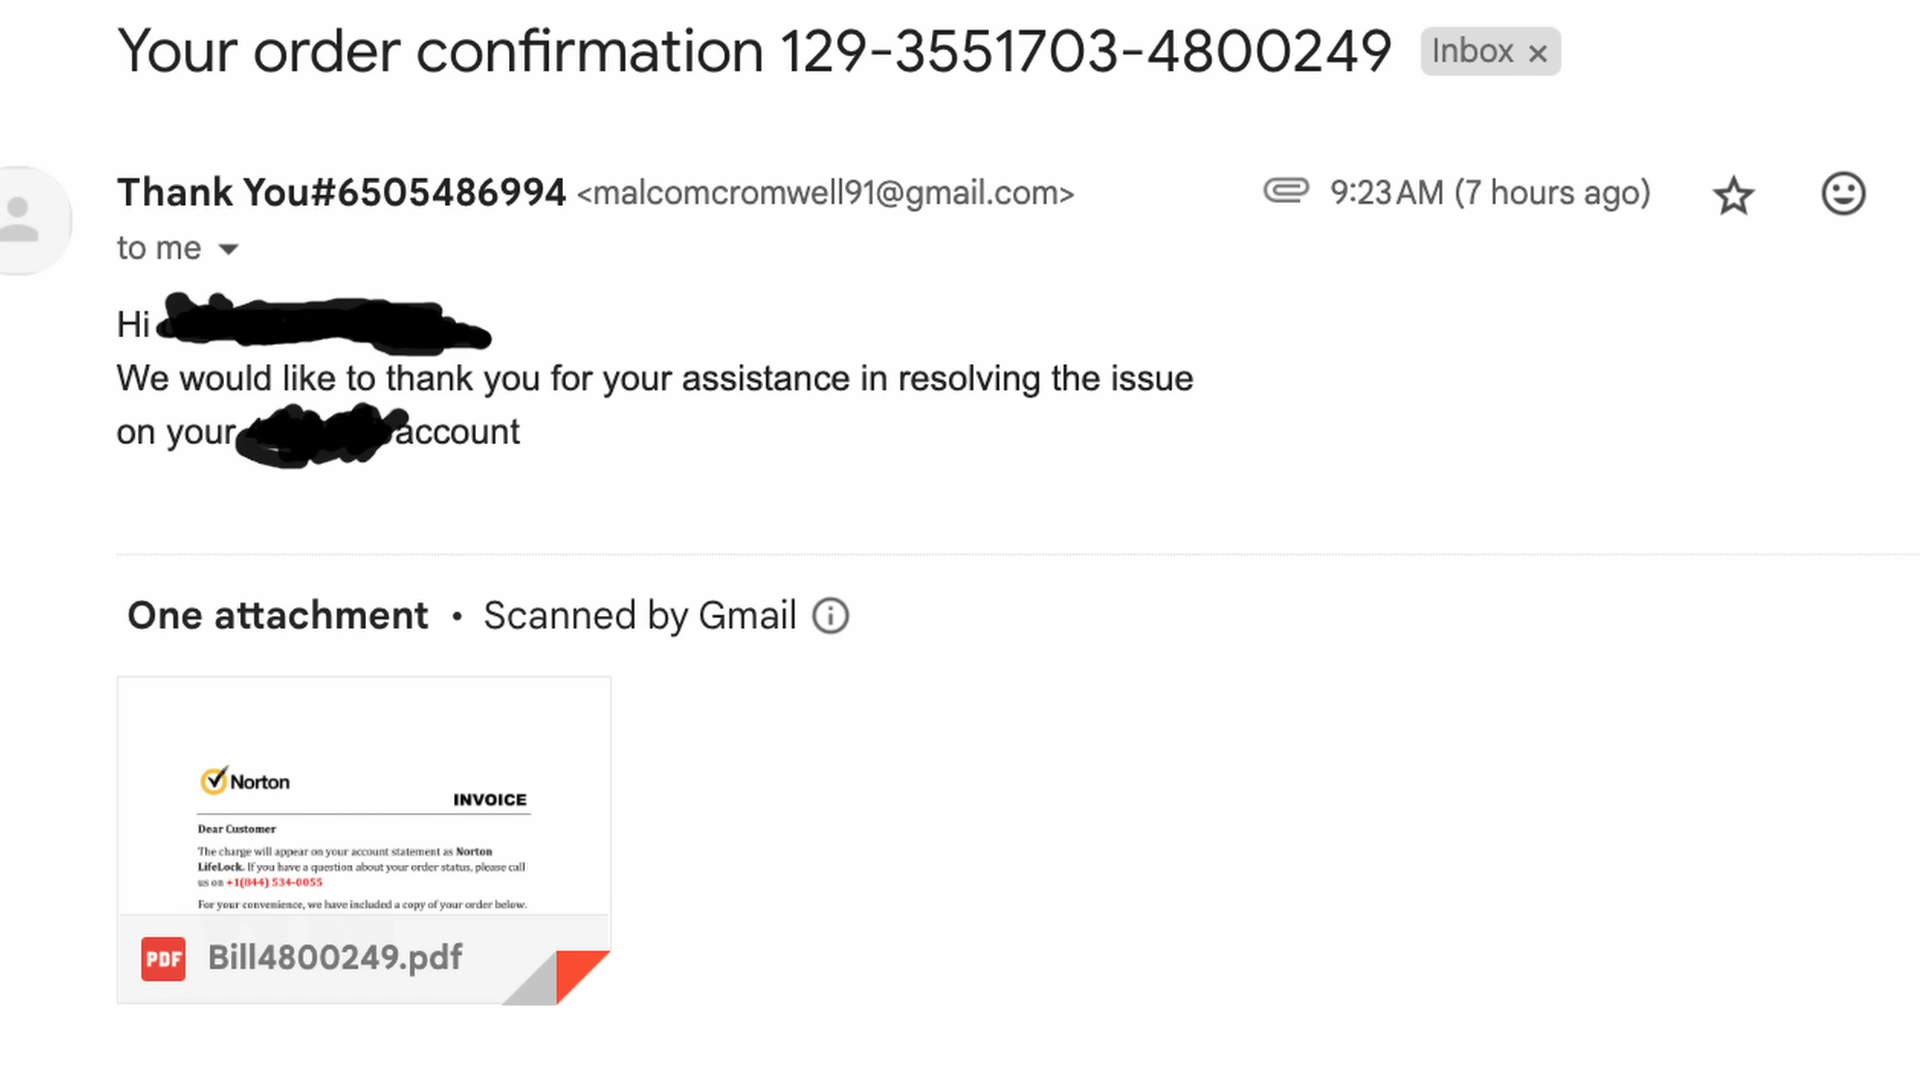 Your order confirmation 129-3551703-4800249 Inbox ×
Thank You#6505486994 <malcomcromwell91@gmail.com> 9:23 AM (7 hours ago)
to me
Hi
We would like to thank you for your assistance in resolving the issue
on your account
One attachment • Scanned by Gmail
Norton
INVOICE
Dear Customer
The charge will appear on your account statement as Norton
LifeLock. If you have a question about your order status, please call
us on +1(844) 534-0055
For your convenience, we have included a copy of your order below.
PDF Bill4800249.pdf